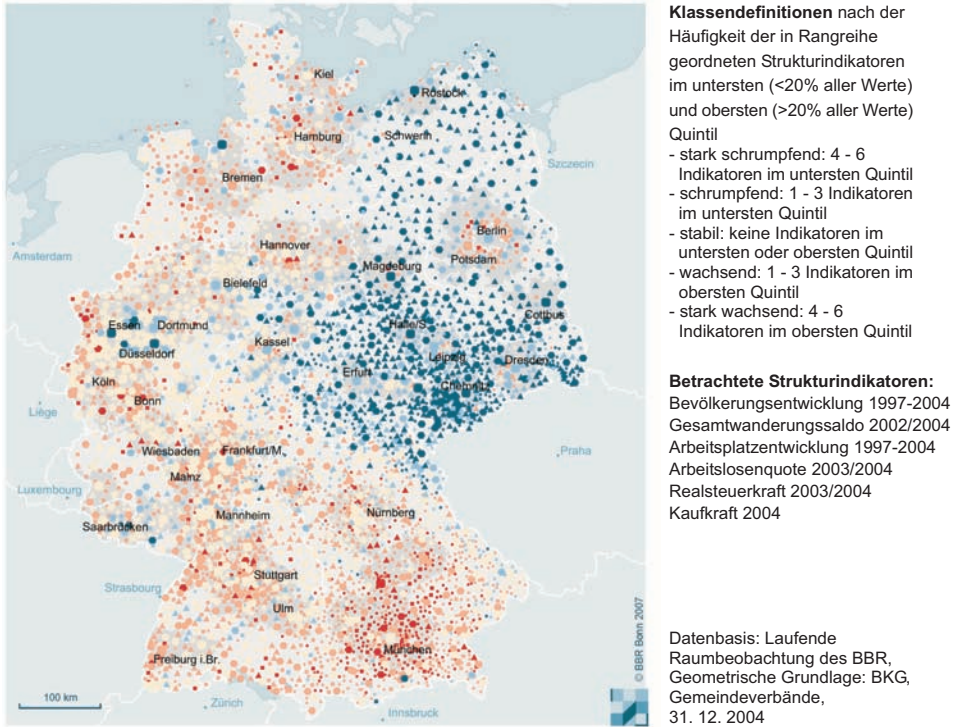 Kiel
Rostock
Hamburg
Schwerin
Szczecin
Bremen
Berlin
Hannover
Amsterdam
Potsdam
Magdeburg
Bielefeld
Cottbus
Essen Dortmund
Halle/S.
Kassel
Düsseldorf
Leipzig
Dresden
Erfurt
Köln
Chemnitz
Liège
Bonn
Wiesbaden
Frankfurt/M.
Praha
Mainz
Luxembourg
Mannheim
Nürnberg
Saarbrücken
Stuttgart
Strasbourg
Ulm
München
Freiburg i.Br.
100 km
Zürich
Innsbruck
© BBR Bonn 2007
Klassendefinitionen nach der
Häufigkeit der in Rangreihe
geordneten Strukturindikatoren
im untersten (<20% aller Werte)
und obersten (>20% aller Werte)
Quintil
- stark schrumpfend: 4 - 6
Indikatoren im untersten Quintil
- schrumpfend: 1 - 3 Indikatoren
im untersten Quintil
- stabil: keine Indikatoren im
untersten oder obersten Quintil
- wachsend: 1 - 3 Indikatoren im
obersten Quintil
- stark wachsend: 4 - 6
Indikatoren im obersten Quintil
Betrachtete Strukturindikatoren:
Bevölkerungsentwicklung 1997-2004
Gesamtwanderungssaldo 2002/2004
Arbeitsplatzentwicklung 1997-2004
Arbeitslosenquote 2003/2004
Realsteuerkraft 2003/2004
Kaufkraft 2004
Datenbasis: Laufende
Raumbeobachtung des BBR,
Geometrische Grundlage: BKG,
Gemeindeverbände,
31. 12. 2004